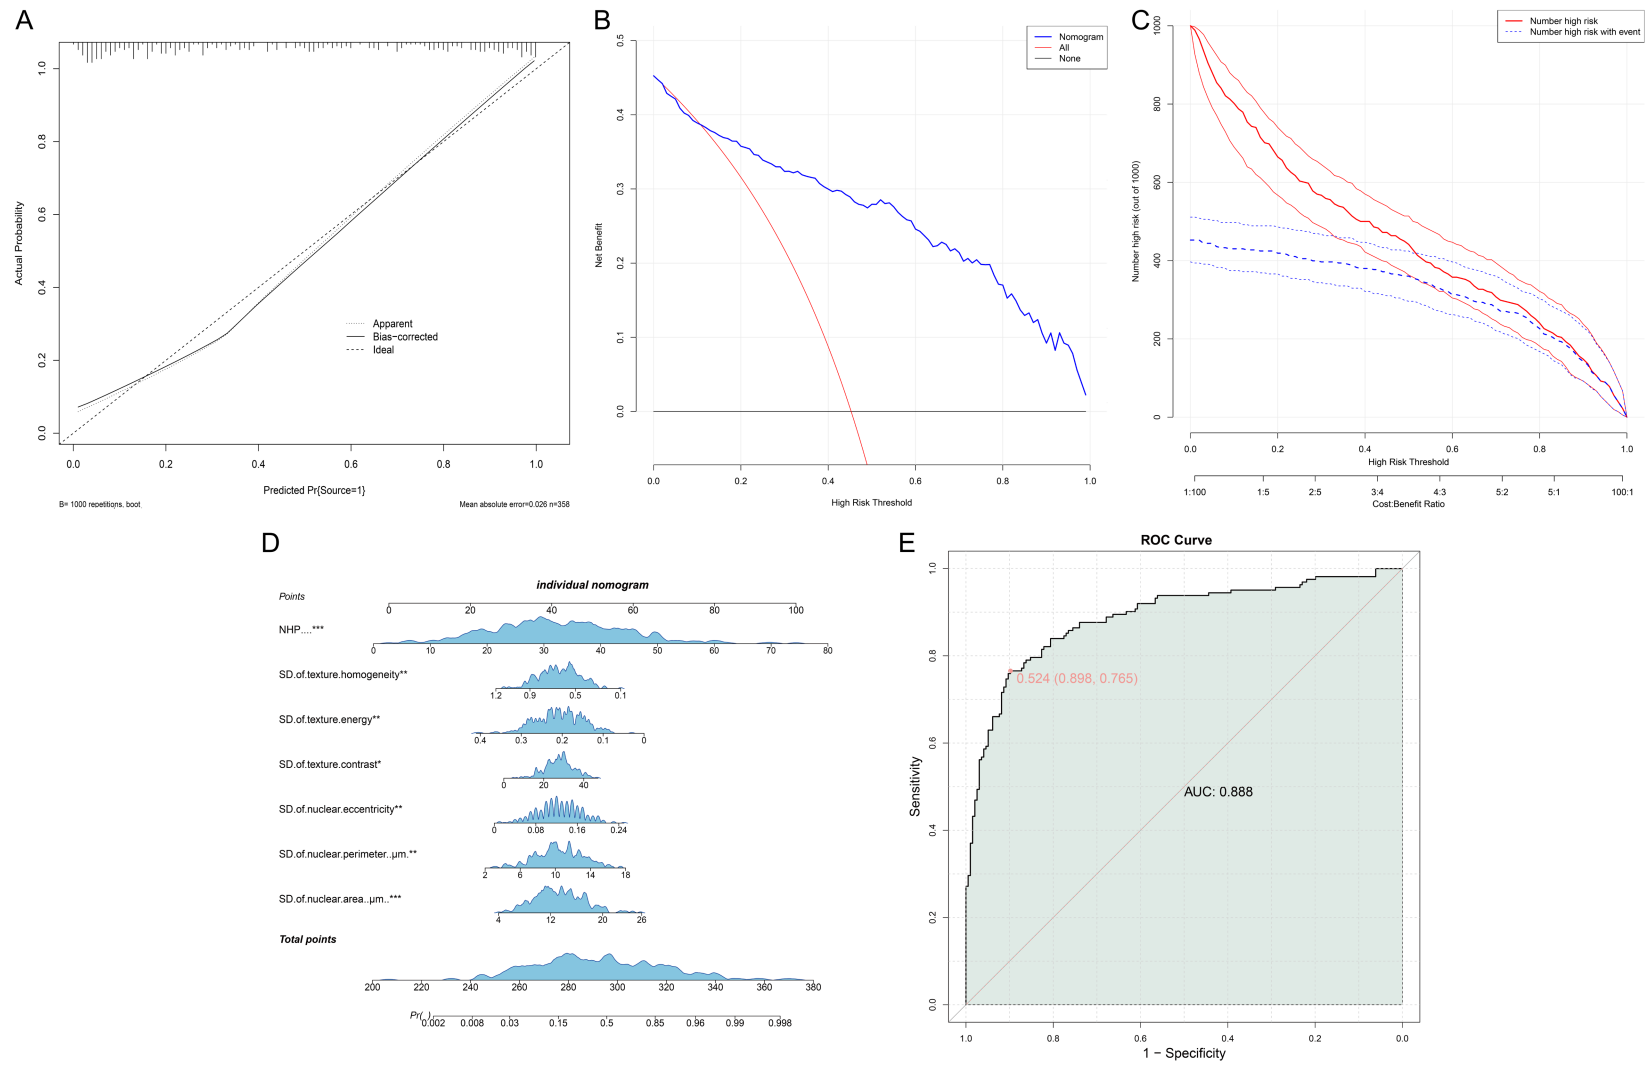 A
Actual Probability
0.0 0.2 0.4 0.6 0.8 1.0
Apparent
Bias−corrected
Ideal
0.0 0.2 0.4 0.6 0.8 1.0
Predicted Pr{Source=1}
B= 1000 repetitions, boot
Mean absolute error=0.026 n=358
B
Net Benefit
0.0 0.1 0.2 0.3 0.4 0.5
Nomogram
All
None
0.0 0.2 0.4 0.6 0.8 1.0
High Risk Threshold
C
Number high risk (out of 1000)
0 200 400 600 800 1000
Number high risk
Number high risk with event
0.0 0.2 0.4 0.6 0.8 1.0
High Risk Threshold
1:100 1:5 2:5 3:4 4:3 5:2 5:1 100:1
Cost:Benefit Ratio
D
individual nomogram
Points
0 20 40 60 80 100
NHP....***
0 10 20 30 40 50 60 70 80
SD.of.texture.homogeneity**
1.2 0.9 0.5 0.1
SD.of.texture.energy**
0.4 0.3 0.2 0.1 0
SD.of.texture.contrast*
0 20 40
SD.of.nuclear.eccentricity**
0 0.08 0.16 0.24
SD.of.nuclear.perimeter..µm.**
2 6 10 14 18
SD.of.nuclear.area..µm..***
4 12 20 26
Total points
200 220 240 260 280 300 320 340 360 380
Pr( )
0.002 0.008 0.03 0.15 0.5 0.85 0.96 0.99 0.998
E
ROC Curve
Sensitivity
0.0 0.2 0.4 0.6 0.8 1.0
0.524 (0.898, 0.765)
AUC: 0.888
1.0 0.8 0.6 0.4 0.2 0.0
1 − Specificity